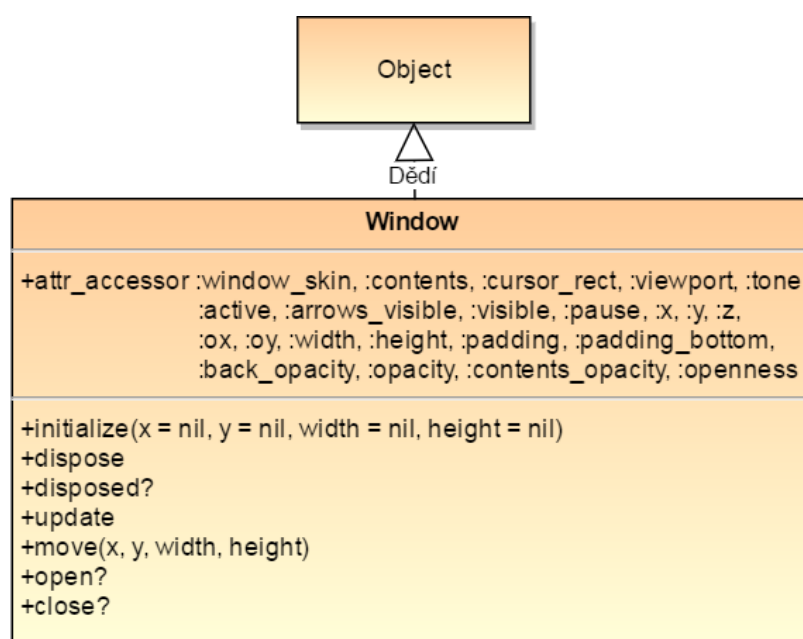 Object
Dědí
Window
+attr_accessor :window_skin, :contents, :cursor_rect, :viewport, :tone
:active, :arrows_visible, :visible, :pause, :x, :y, :z,
:ox, :oy, :width, :height, :padding, :padding_bottom,
:back_opacity, :opacity, :contents_opacity, :openness
+initialize(x = nil, y = nil, width = nil, height = nil)
+dispose
+disposed?
+update
+move(x, y, width, height)
+open?
+close?